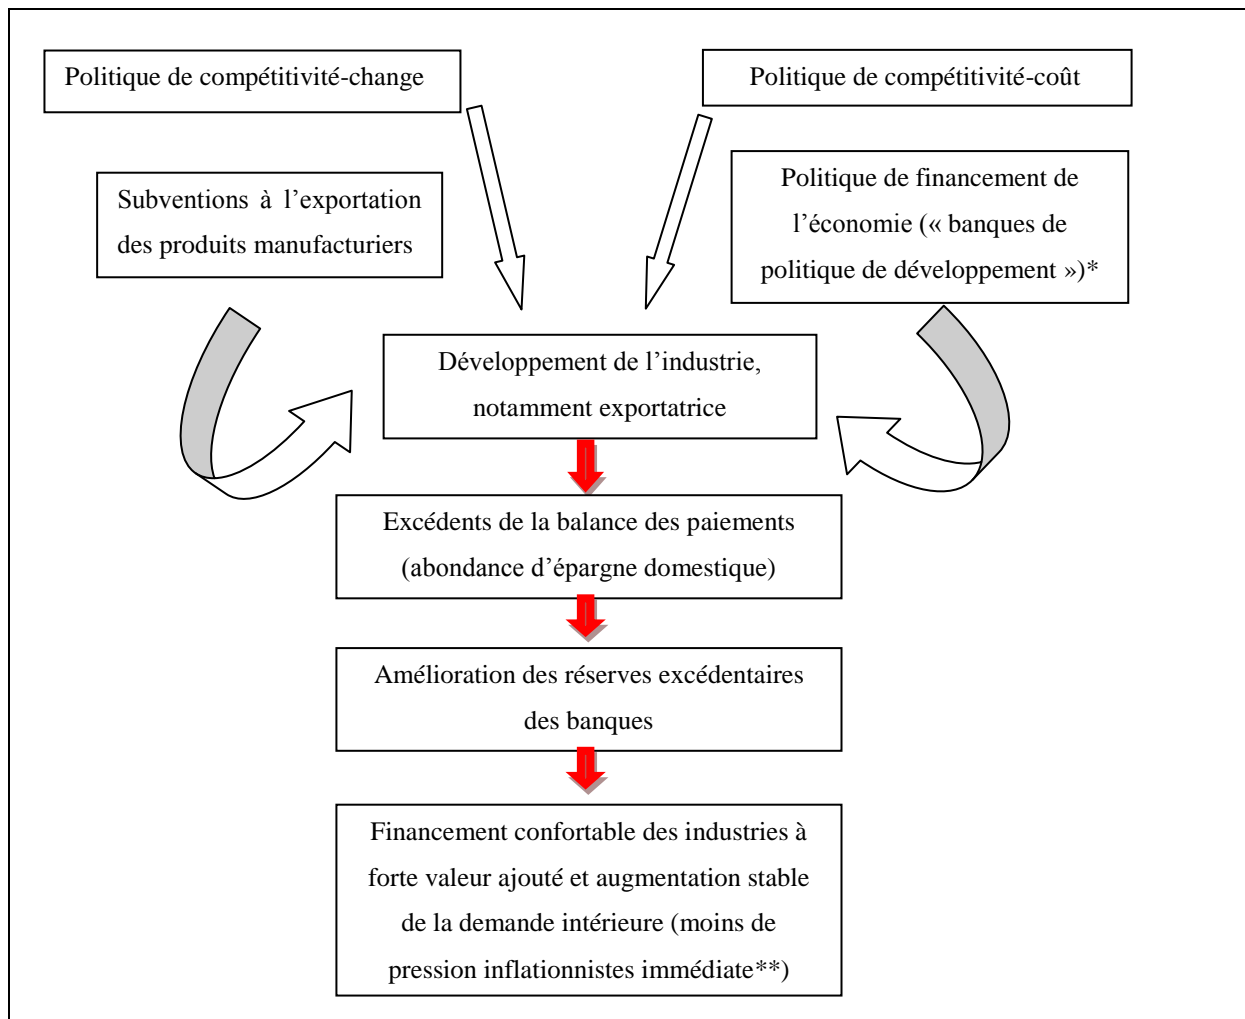 Politique de compétitivité-change
Politique de compétitivité-coût
Subventions à l’exportation
des produits manufacturiers
Politique de financement de
l’économie (« banques de
politique de développement »)*
Développement de l’industrie,
notamment exportatrice
Excédents de la balance des paiements
(abondance d’épargne domestique)
Amélioration des réserves excédentaires
des banques
Financement confortable des industries à
forte valeur ajouté et augmentation stable
de la demande intérieure (moins de
pression inflationnistes immédiate**)